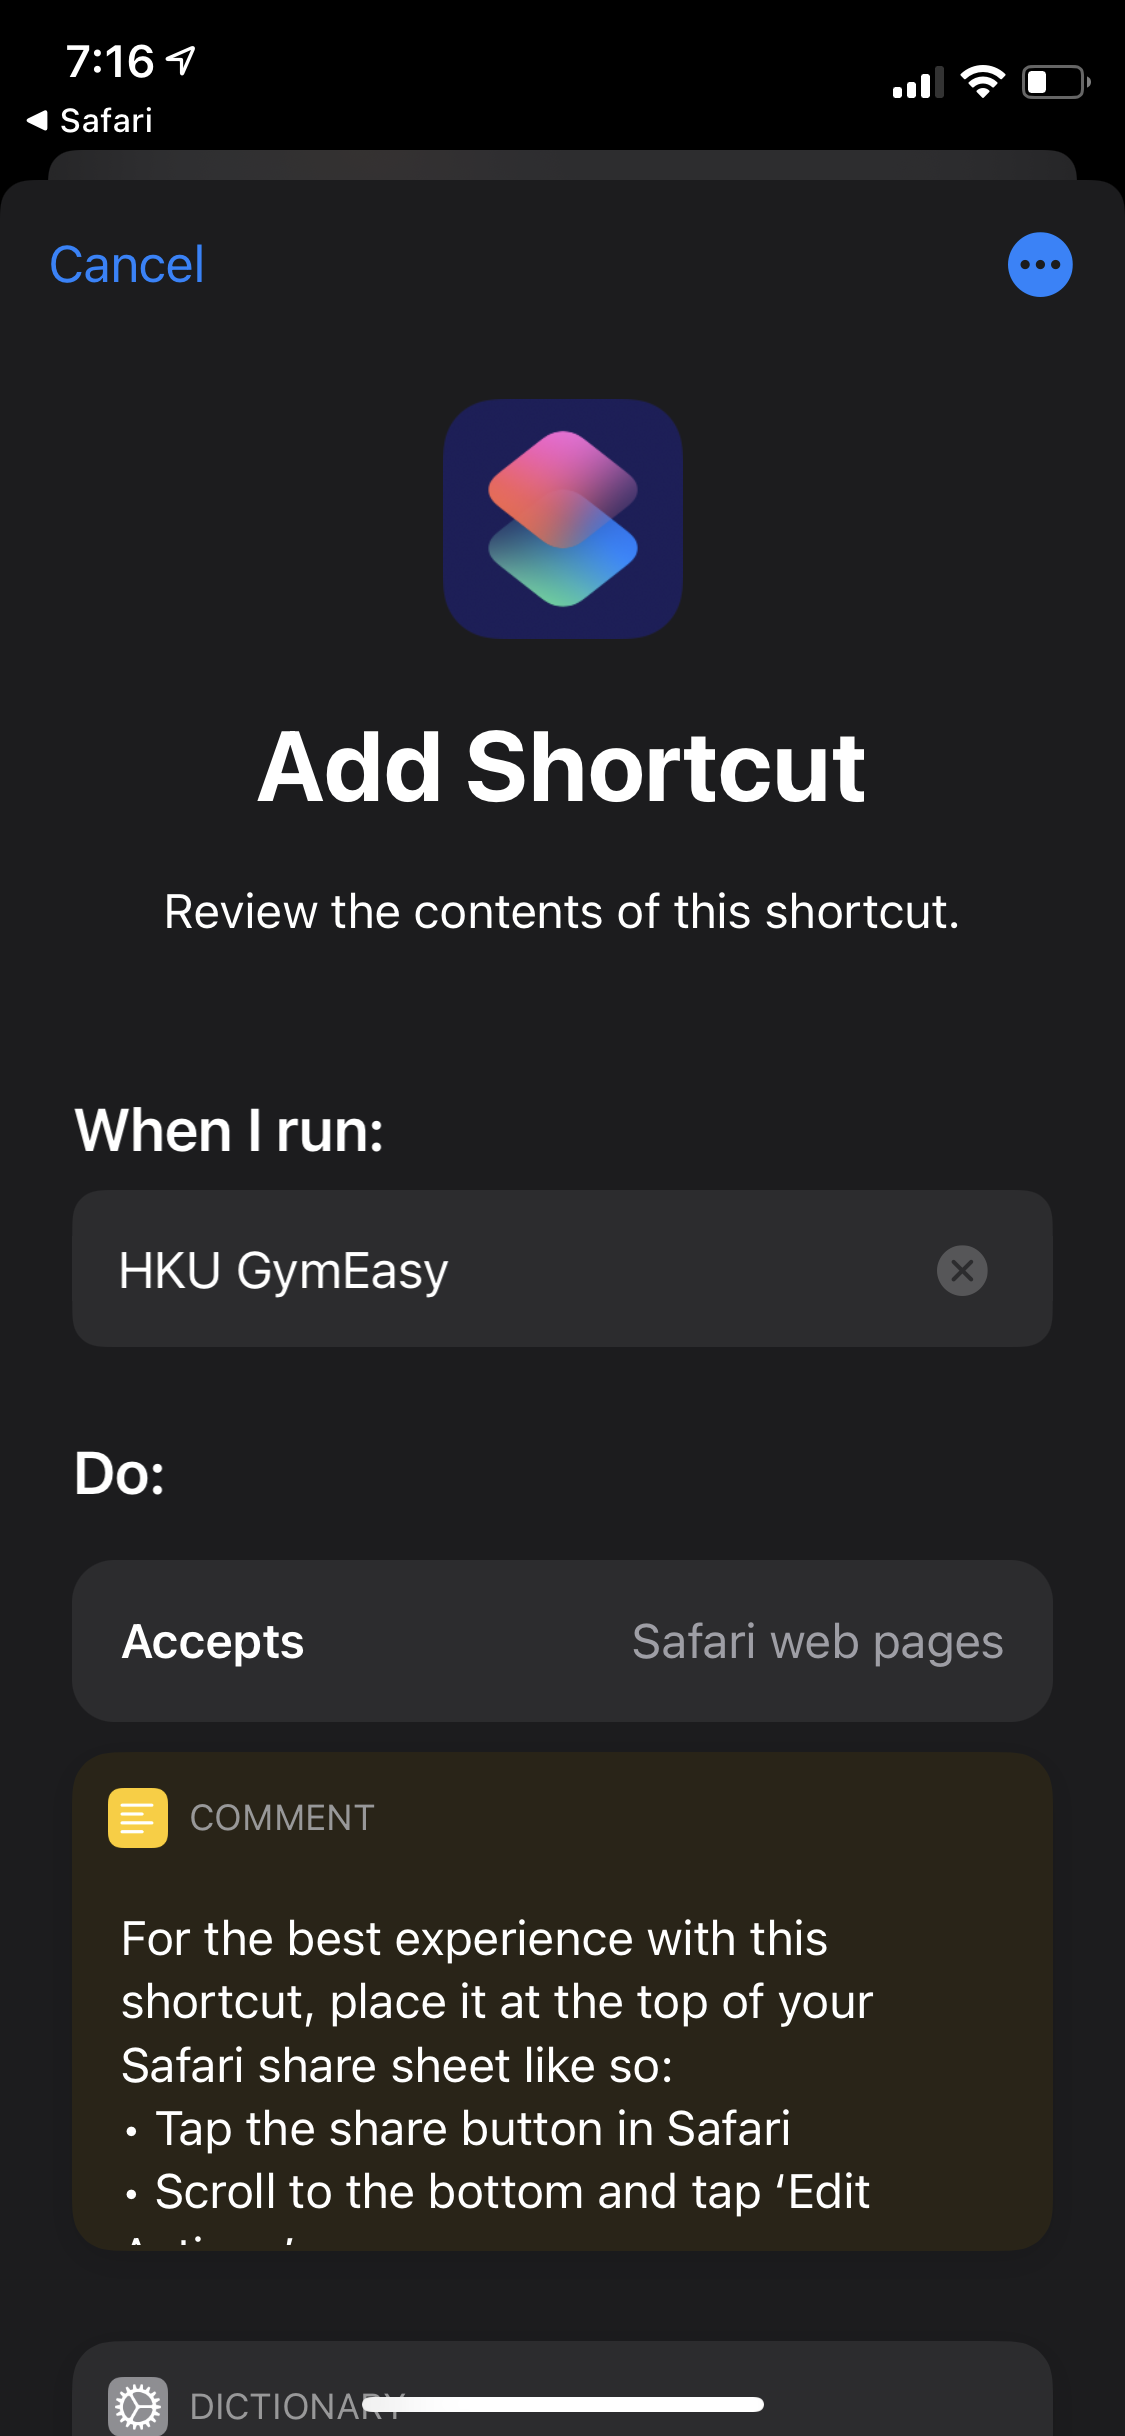 7:16
Safari
Cancel
Add Shortcut
Review the contents of this shortcut.
When I run:
HKU GymEasy
Do:
Accepts Safari web pages
COMMENT
For the best experience with this
shortcut, place it at the top of your
Safari share sheet like so:
• Tap the share button in Safari
• Scroll to the bottom and tap ‘Edit
DICTIONARY